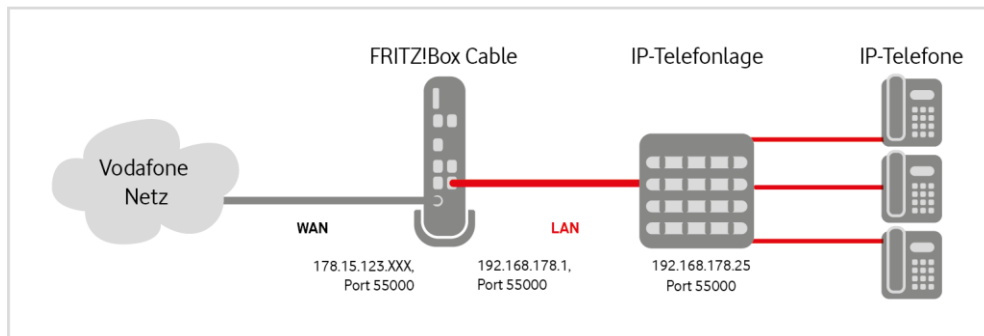 FRITZ!Box Cable
IP-Telefonlage
IP-Telefone
Vodafone
Netz
WAN
LAN
178.15.123.XXX,
Port 55000
192.168.178.1,
Port 55000
192.168.178.25
Port 55000